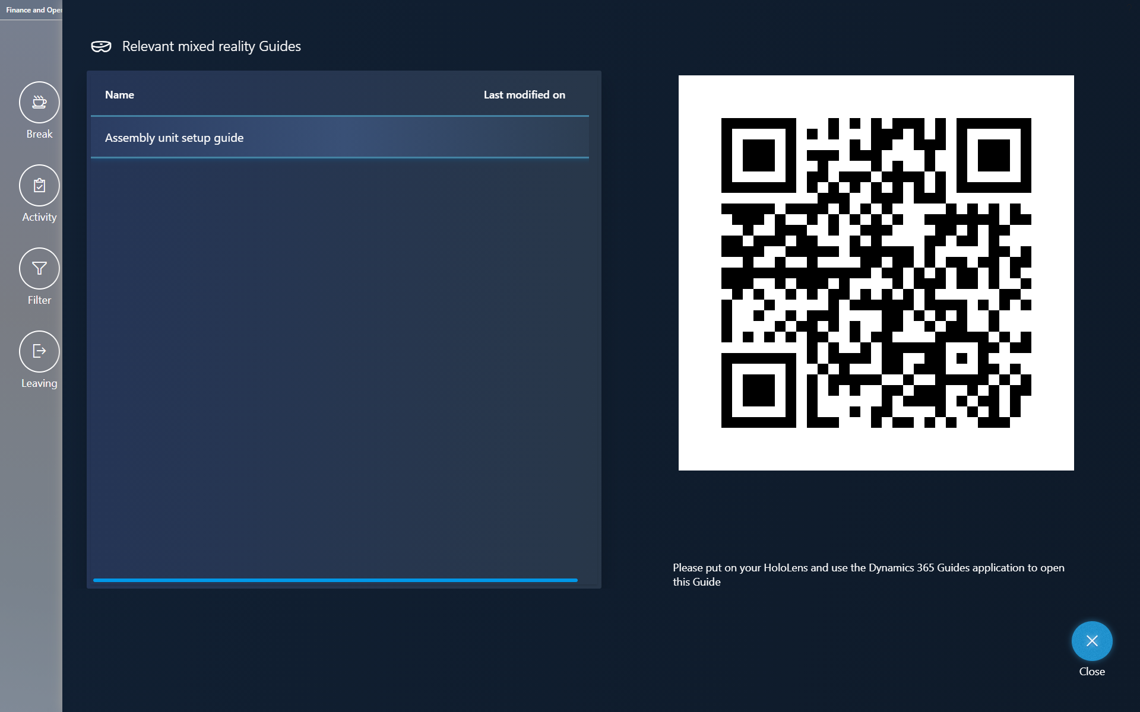 Finance and Ope
Relevant mixed reality Guides
Name
Last modified on
Assembly unit setup guide
Break
Activity
Filter
Leaving
Please put on your HoloLens and use the Dynamics 365 Guides application to open
this Guide
Close